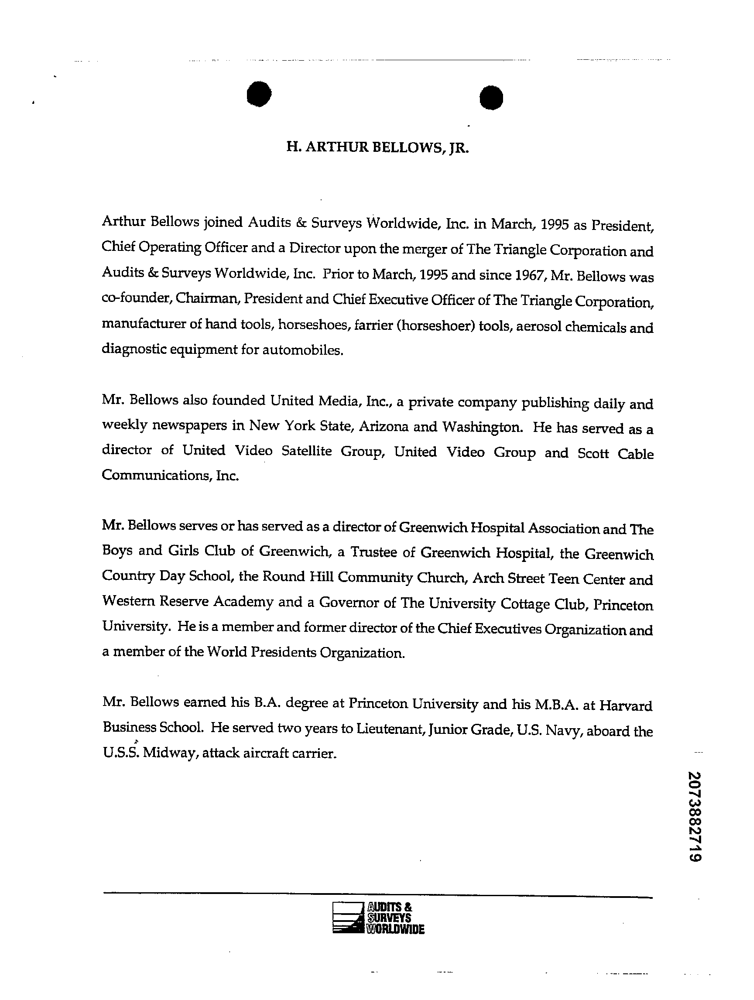 H. ARTHUR BELLOWS, JR.
Arthur Bellows joined Audits & Surveys Worldwide, Inc. in March, 1995 as President,
Chief Operating Officer and a Director upon the merger of The Triangle Corporation and
Audits & Surveys Worldwide, Inc. Prior to March, 1995 and since 1967, Mr. Bellows was
co-founder, Chairman, President and Chief Executive Officer of The Triangle Corporation,
manufacturer of hand tools, horseshoes, farrier (horseshoer) tools, aerosol chemicals and
diagnostic equipment for automobiles.
Mr. Bellows also founded United Media, Inc., a private company publishing daily and
weekly newspapers in New York State, Arizona and Washington. He has served as a
director of United Video Satellite Group, United Video Group and Scott Cable
Communications, Inc.
Mr. Bellows serves or has served as a director of Greenwich Hospital Association and The
Boys and Girls Club of Greenwich, a Trustee of Greenwich Hospital, the Greenwich
Country Day School, the Round Hill Community Church, Arch Street Teen Center and
Western Reserve Academy and a Governor of The University Cottage Club, Princeton
University. He is a member and former director of the Chief Executives Organization and
a member of the World Presidents Organization.
Mr. Bellows earned his B.A. degree at Princeton University and his M.B.A. at Harvard
Business School. He served two years to Lieutenant, Junior Grade, U.S. Navy, aboard the
U.S.S. Midway, attack aircraft carrier.
2073882719
AUDITS &
SURVEYS
WORLDWIDE